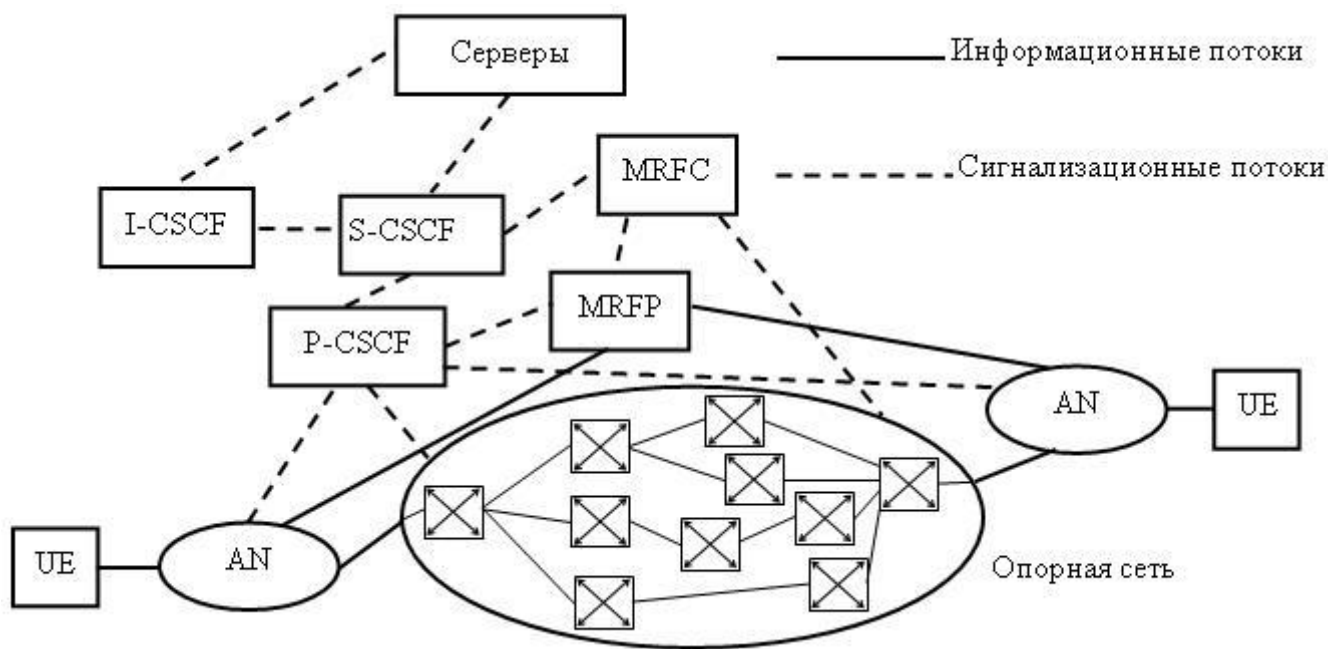 Серверы
Информационные потоки
MRFC
Сигнализационные потоки
I-CSCF
S-CSCF
MRFP
P-CSCF
AN
UE
UE
AN
Опорная сеть